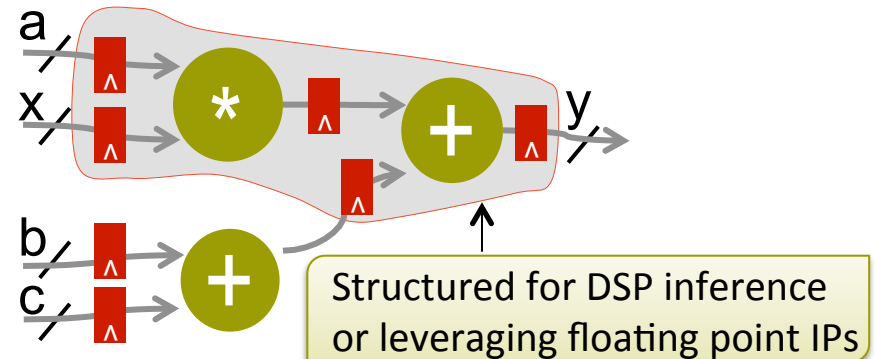 a
x
*
+
y
b
c
+
Structured for DSP inference
or leveraging floating point IPs